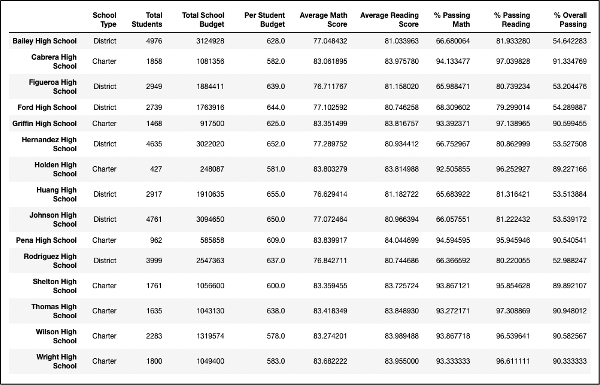 School Type Total Students Total School Budget Per Student Budget Average Math Score Average Reading Score % Passing Math % Passing Reading % Overall Passing
Bailey High School District 4976 3124928 628.0 77.048432 81.033963 66.680064 81.933280 54.642283
Cabrera High School Charter 1858 1081356 582.0 83.061895 83.975780 94.133477 97.039828 91.334769
Figueroa High School District 2949 1884411 639.0 76.711767 81.158020 65.988471 80.739234 53.204476
Ford High School District 2739 1763916 644.0 77.102592 80.746258 68.309602 79.299014 54.289887
Griffin High School Charter 1468 917500 625.0 83.351499 83.816757 93.392371 97.138965 90.599455
Hernandez High School District 4635 3022020 652.0 77.289752 80.934412 66.752967 80.862999 53.527508
Holden High School Charter 427 248087 581.0 83.803279 83.814988 92.505855 96.252927 89.227166
Huang High School District 2917 1910635 655.0 76.629414 81.182722 65.683922 81.316421 53.513884
Johnson High School District 4761 3094650 650.0 77.072464 80.966394 66.057551 81.222432 53.539172
Pena High School Charter 962 585858 609.0 83.839917 84.044699 94.594595 95.945946 90.540541
Rodriguez High School District 3999 2547363 637.0 76.842711 80.744686 66.366592 80.220055 52.988247
Shelton High School Charter 1761 1056600 600.0 83.359455 83.725724 93.867121 95.854628 89.892107
Thomas High School Charter 1635 1043130 638.0 83.418349 83.848930 93.272171 97.308869 90.948012
Wilson High School Charter 2283 1319574 578.0 83.274201 83.989488 93.867718 96.539641 90.582567
Wright High School Charter 1800 1049400 583.0 83.682222 83.955000 93.333333 96.611111 90.333333